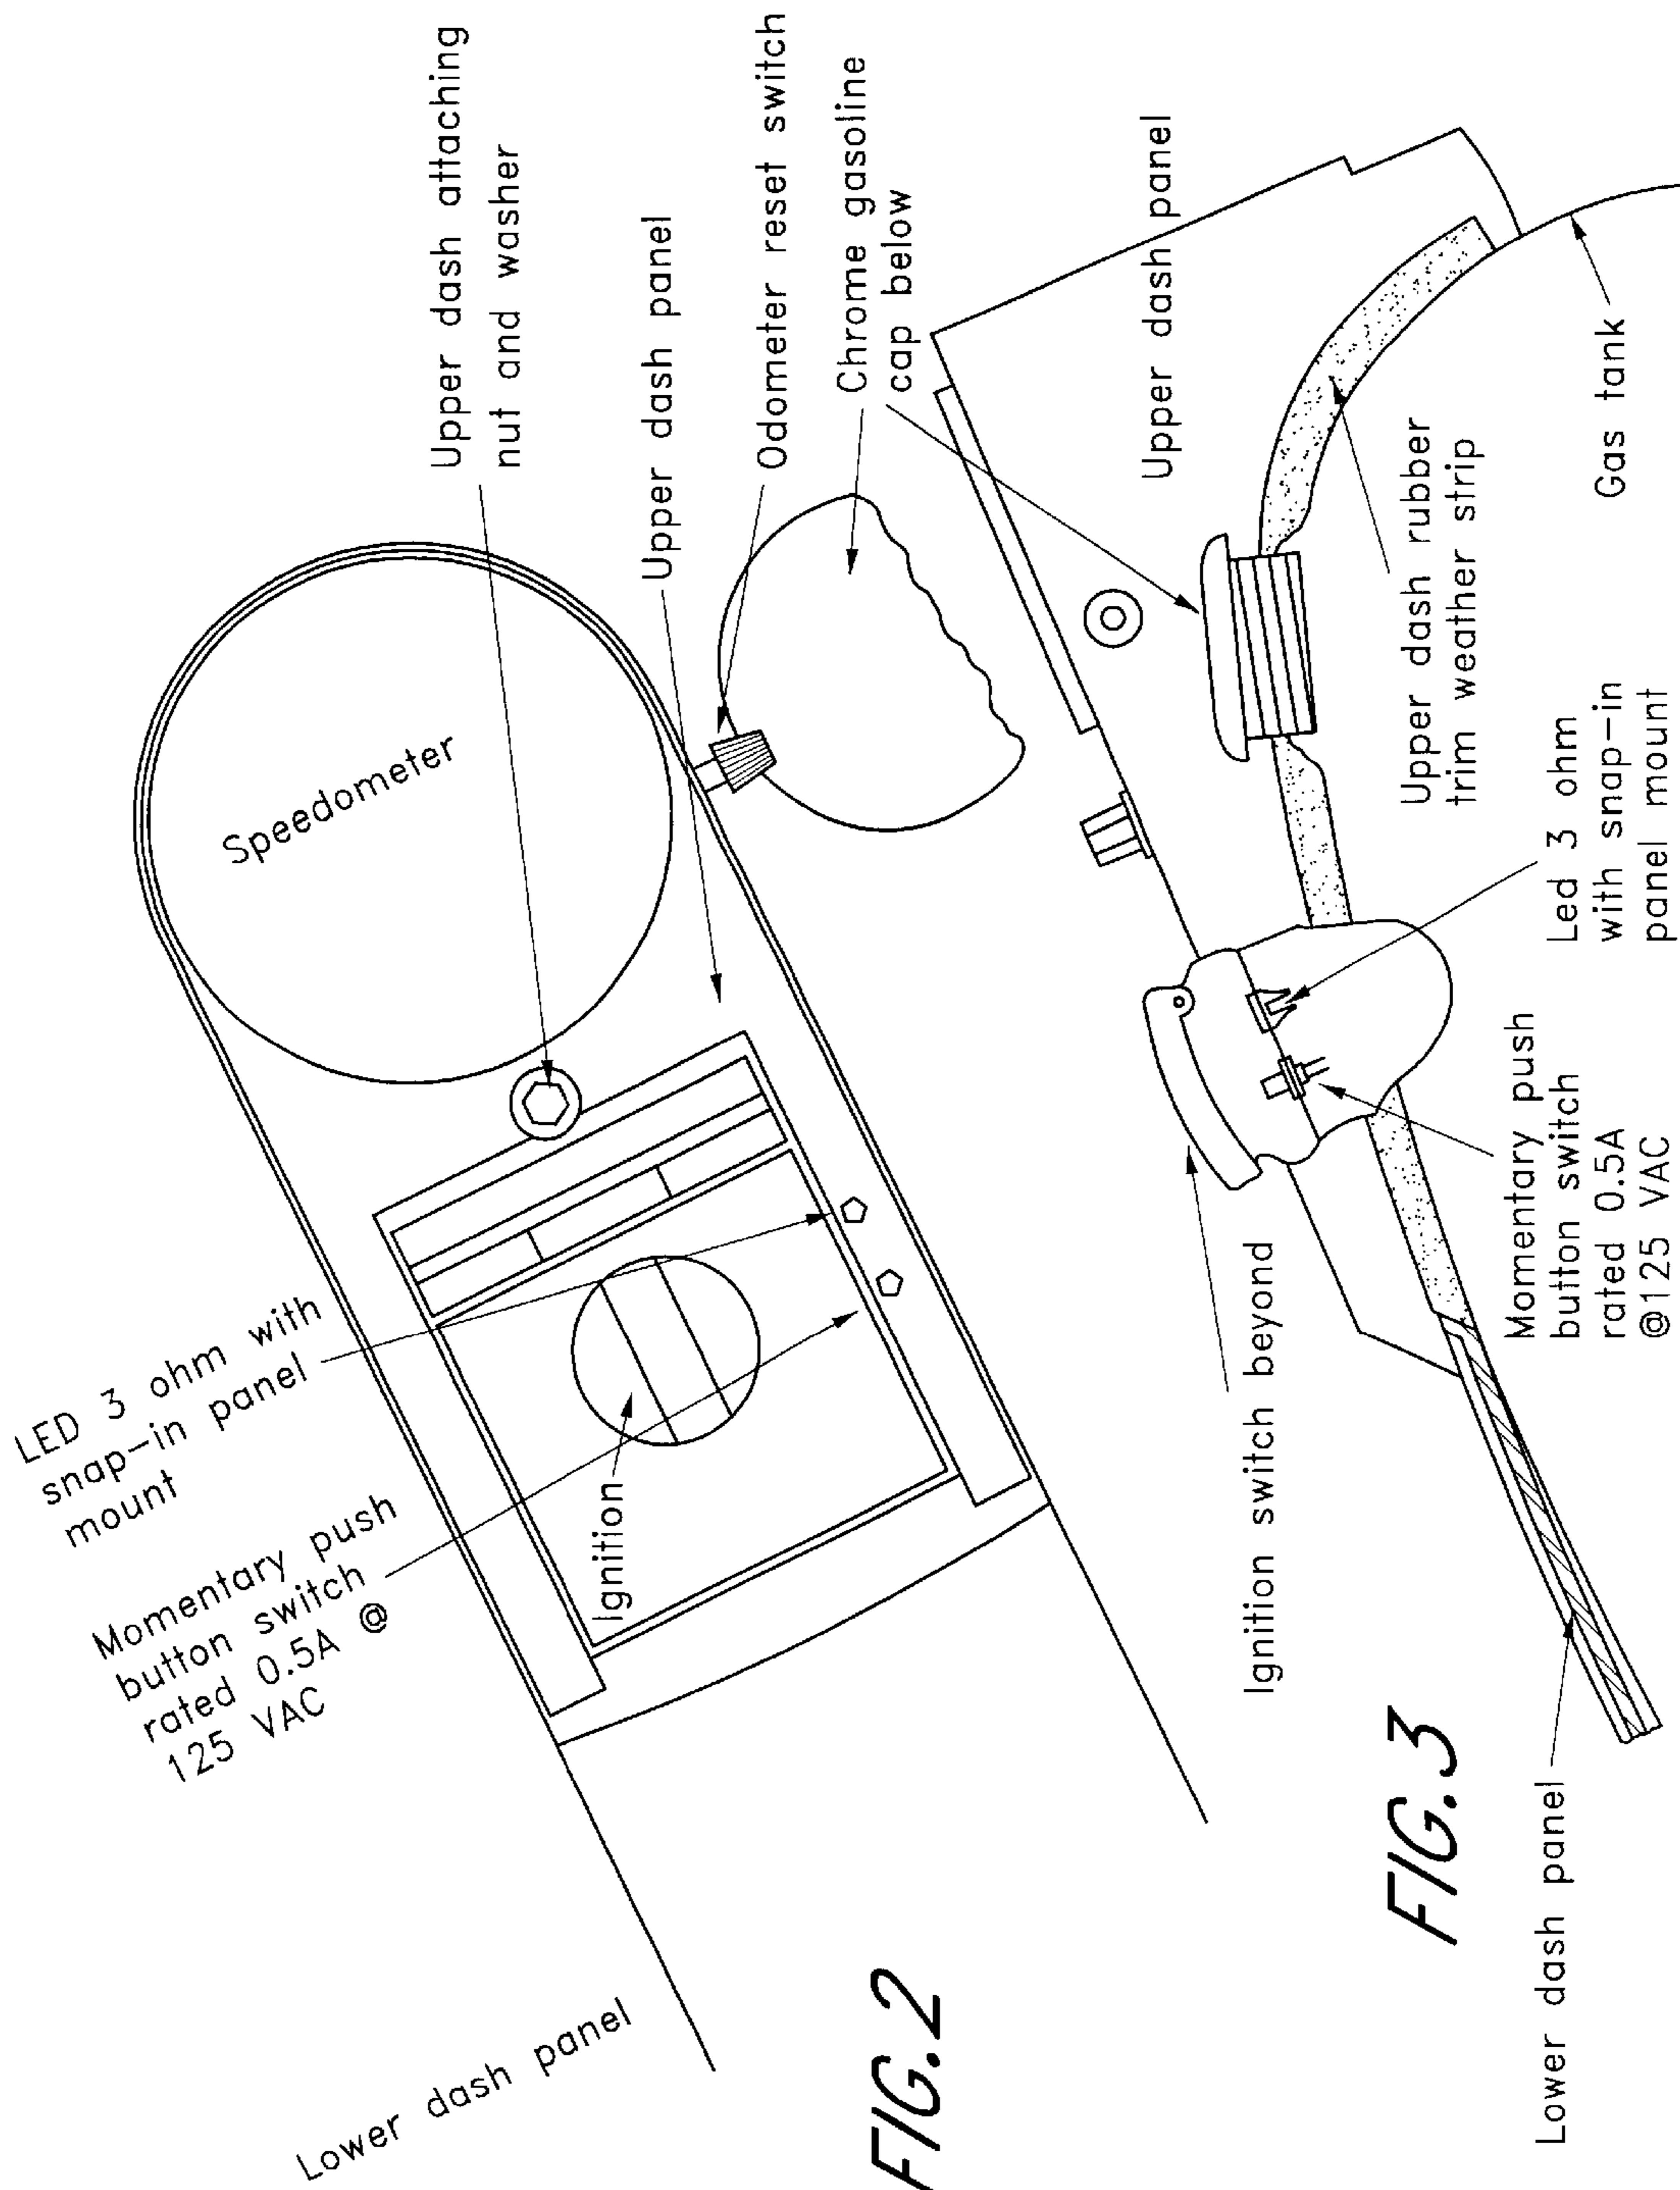 Upper dash attaching
nut and washer
Upper dash panel
Odometer reset switch
Chrome gasoline
cap below
Speedometer
LED 3 ohm with
snap-in panel
mount
Momentary push
button switch
rated 0.5A @
125 VAC
Ignition
Lower dash panel
FIG.2
Upper dash panel
Upper dash rubber
trim weather strip
Gas tank
Led 3 ohm
with snap-in
panel mount
Momentary push
button switch
rated 0.5A
@125 VAC
Ignition switch beyond
Lower dash panel
FIG.3